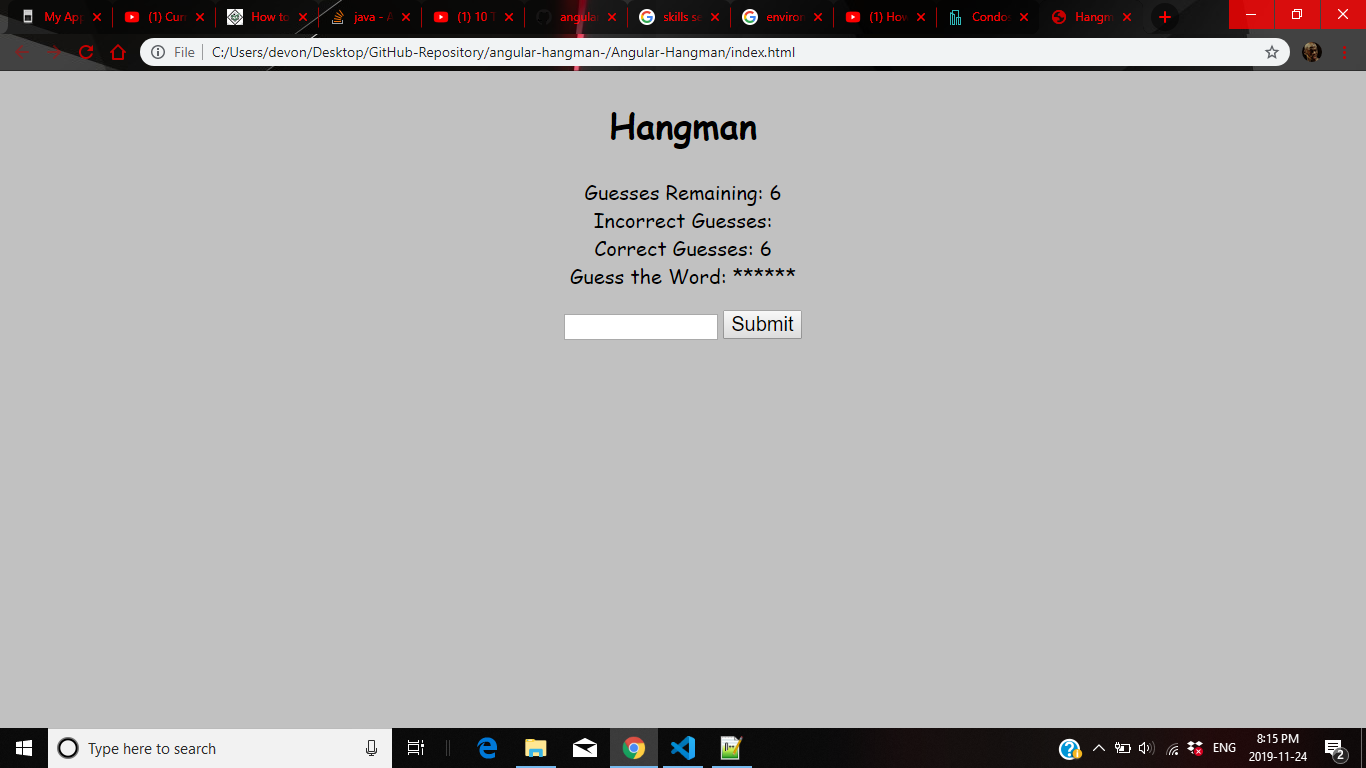 My App
(1) Cur
How to
java - A
(1) 10 T
angular
skills se
environ
(1) How
Condos
Hangm
File C:/Users/devon/Desktop/GitHub-Repository/angular-hangman-/Angular-Hangman/index.html
Hangman
Guesses Remaining: 6
Incorrect Guesses:
Correct Guesses: 6
Guess the Word: ******
Submit
Type here to search
ENG
8:15 PM
2019-11-24
2